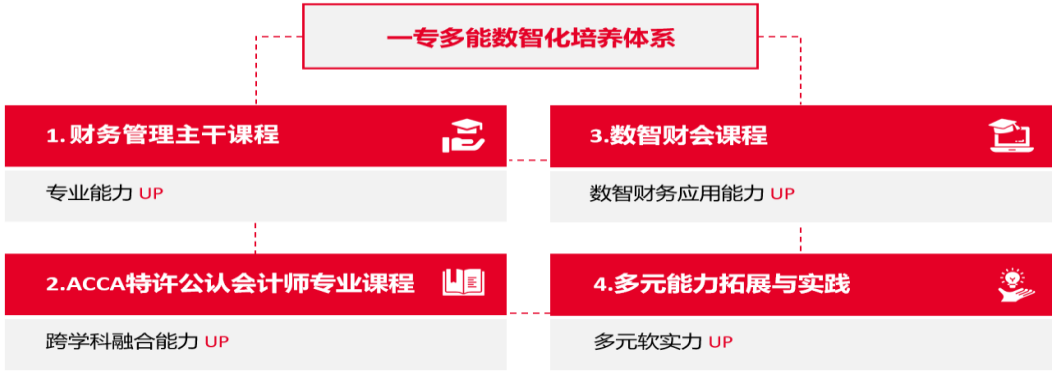 一专多能数智化培养体系
1.财务管理主干课程
专业能力 UP
2.ACCA特许公认会计师专业课程
跨学科融合能力 UP
3.数智财会课程
数智财务应用能力 UP
4.多元能力拓展与实践
多元软实力 UP